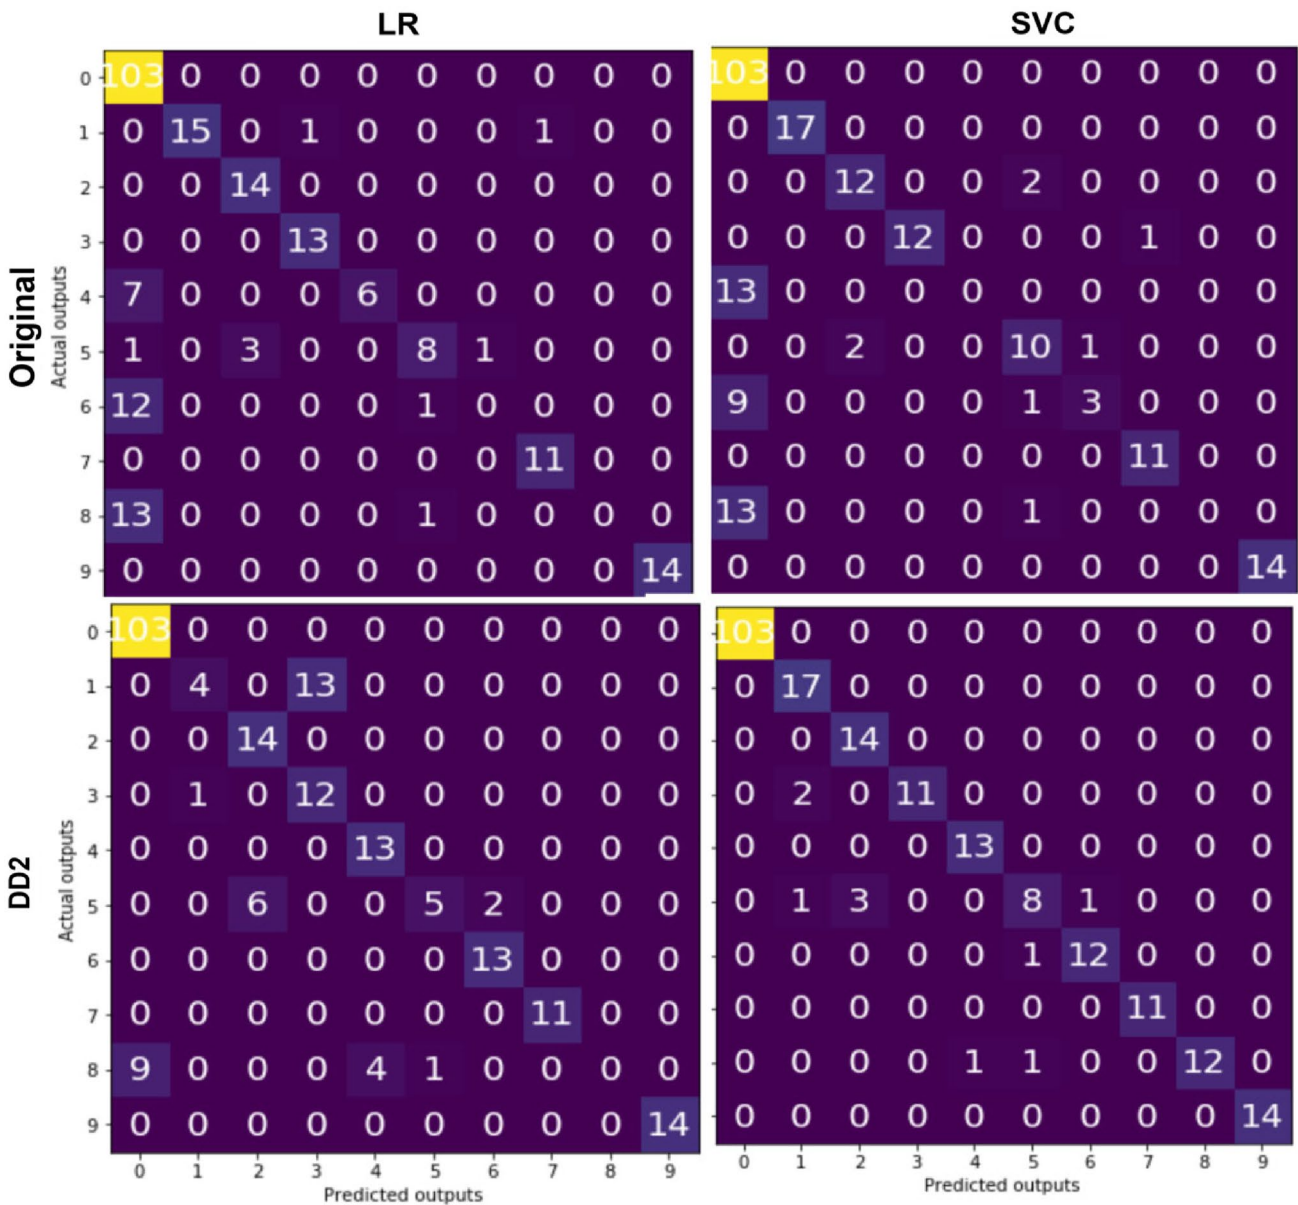 LR
SVC
Original
Actual outputs
0 103 0 0 0 0 0 0 0 0 0
1 0 15 0 1 0 0 0 1 0 0
2 0 0 14 0 0 0 0 0 0 0
3 0 0 0 13 0 0 0 0 0 0
4 7 0 0 0 6 0 0 0 0 0
5 1 0 3 0 0 8 1 0 0 0
6 12 0 0 0 0 1 0 0 0 0
7 0 0 0 0 0 0 0 11 0 0
8 13 0 0 0 0 1 0 0 0 0
9 0 0 0 0 0 0 0 0 0 14
103 0 0 0 0 0 0 0 0 0
0 17 0 0 0 0 0 0 0 0
0 0 12 0 0 2 0 0 0 0
0 0 0 12 0 0 0 1 0 0
13 0 0 0 0 0 0 0 0 0
0 0 2 0 0 10 1 0 0 0
9 0 0 0 0 1 3 0 0 0
0 0 0 0 0 0 0 11 0 0
13 0 0 0 0 1 0 0 0 0
0 0 0 0 0 0 0 0 0 14
DD2
Actual outputs
0 103 0 0 0 0 0 0 0 0 0
1 0 4 0 13 0 0 0 0 0 0
2 0 0 14 0 0 0 0 0 0 0
3 0 1 0 12 0 0 0 0 0 0
4 0 0 0 0 13 0 0 0 0 0
5 0 0 6 0 0 5 2 0 0 0
6 0 0 0 0 0 0 13 0 0 0
7 0 0 0 0 0 0 0 11 0 0
8 9 0 0 0 4 1 0 0 0 0
9 0 0 0 0 0 0 0 0 0 14
0 1 2 3 4 5 6 7 8 9
Predicted outputs
103 0 0 0 0 0 0 0 0 0
0 17 0 0 0 0 0 0 0 0
0 0 14 0 0 0 0 0 0 0
0 2 0 11 0 0 0 0 0 0
0 0 0 0 13 0 0 0 0 0
0 1 3 0 0 8 1 0 0 0
0 0 0 0 0 1 12 0 0 0
0 0 0 0 0 0 0 11 0 0
0 0 0 0 1 1 0 0 12 0
0 0 0 0 0 0 0 0 0 14
0 1 2 3 4 5 6 7 8 9
Predicted outputs